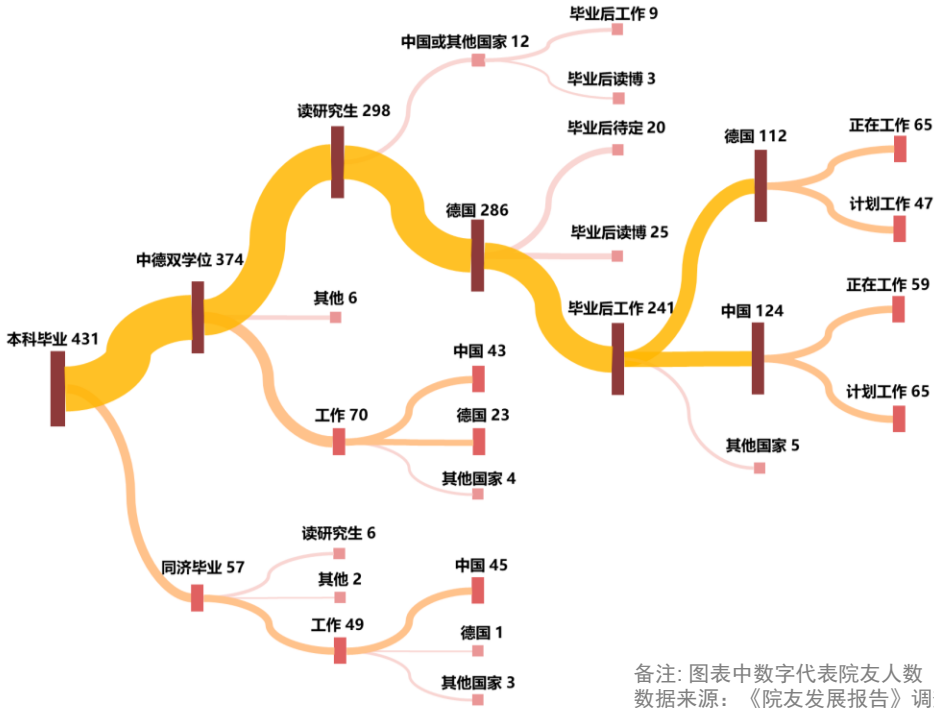 毕业后工作 9
中国或其他国家 12
毕业后读博 3
读研究生 298
毕业后待定 20
德国 112
正在工作 65
计划工作 47
德国 286
毕业后读博 25
中德双学位 374
其他 6
毕业后工作 241
中国 124
正在工作 59
计划工作 65
本科毕业 431
中国 43
工作 70
德国 23
其他国家 4
其他国家 5
读研究生 6
同济毕业 57
其他 2
中国 45
工作 49
德国 1
其他国家 3
备注: 图表中数字代表院友人数
数据来源：《院友发展报告》调